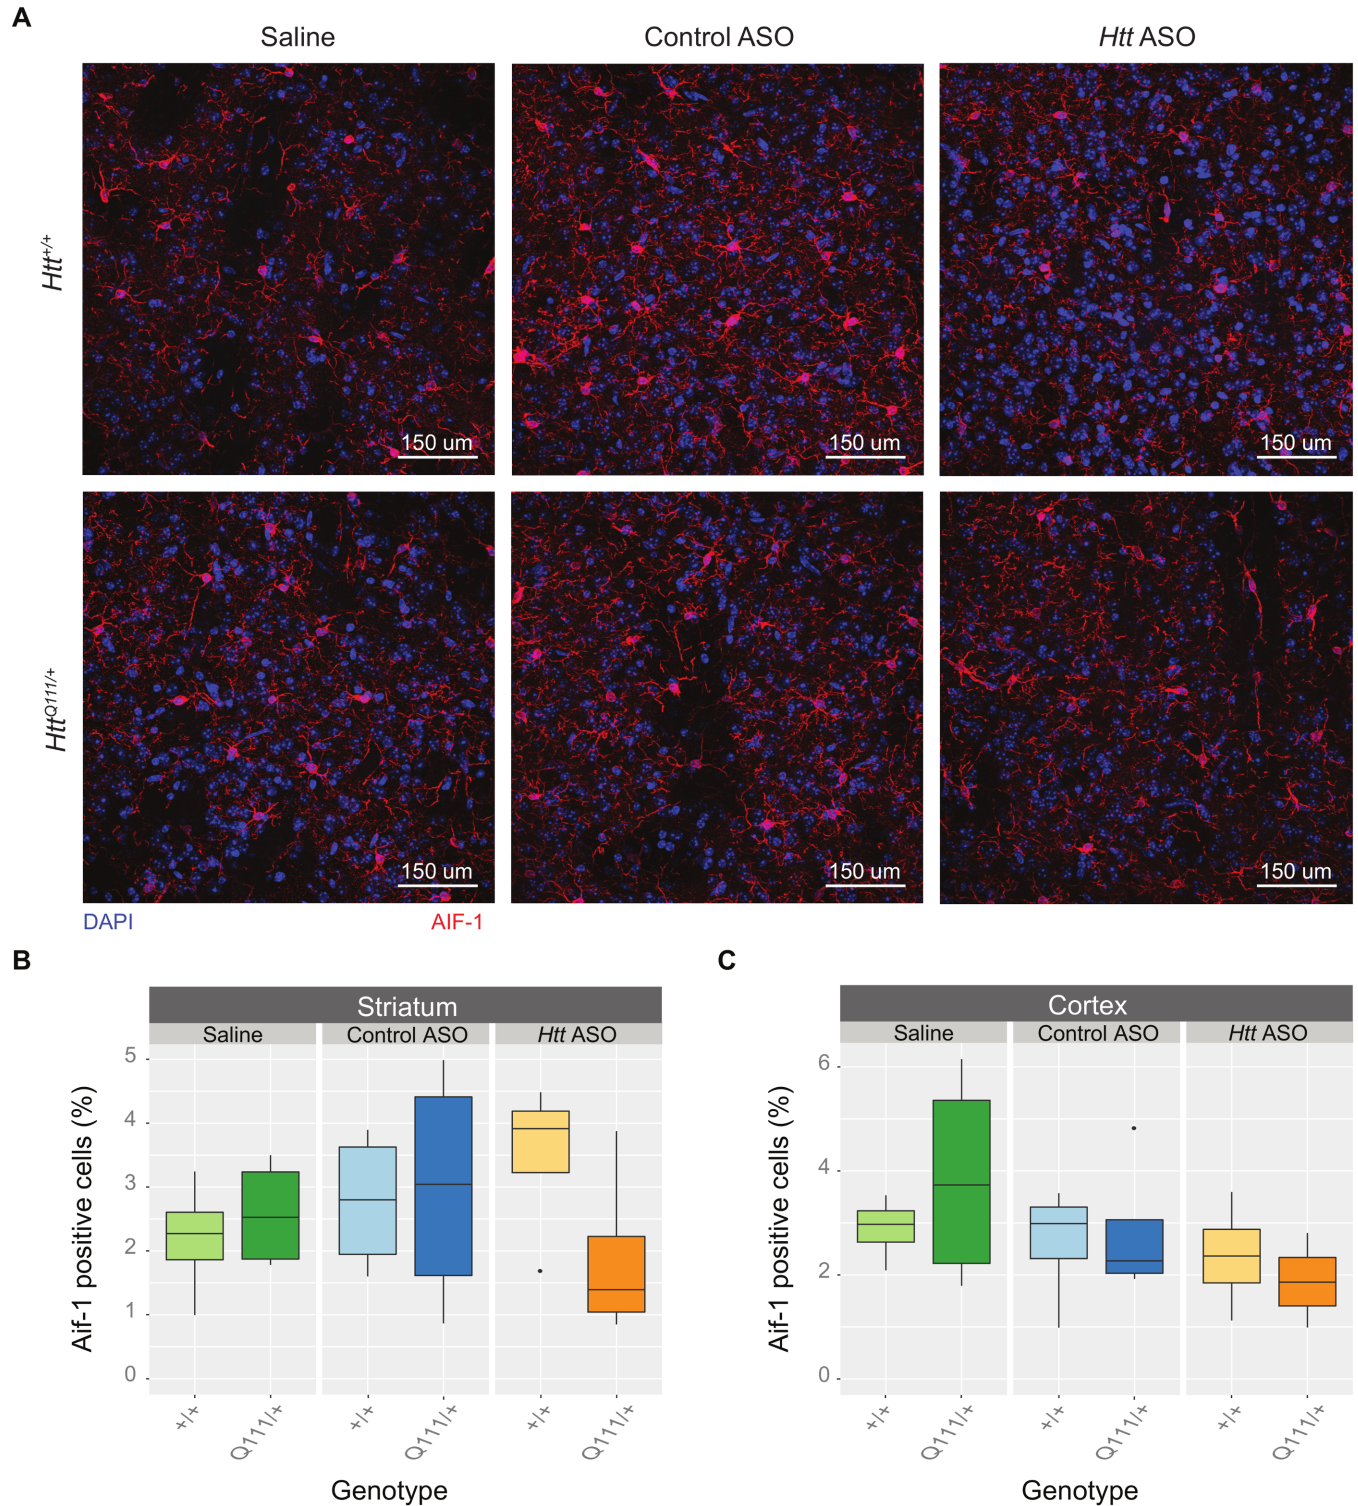 A
Saline Control ASO Htt ASO
Htt+/+
150 um 150 um 150 um
HttQ111/+
150 um 150 um 150 um
DAPI AIF-1
B
Striatum
Saline Control ASO Htt ASO
Aif-1 positive cells (%)
5
4
3
2
1
0
+/+ Q111/+ +/+ Q111/+ +/+ Q111/+
Genotype
C
Cortex
Saline Control ASO Htt ASO
Aif-1 positive cells (%)
6
4
2
0
+/+ Q111/+ +/+ Q111/+ +/+ Q111/+
Genotype